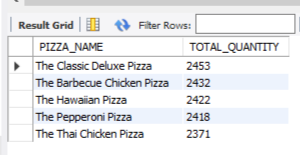 Result Grid Filter Rows:
PIZZA_NAME TOTAL_QUANTITY
The Classic Deluxe Pizza 2453
The Barbecue Chicken Pizza 2432
The Hawaiian Pizza 2422
The Pepperoni Pizza 2418
The Thai Chicken Pizza 2371